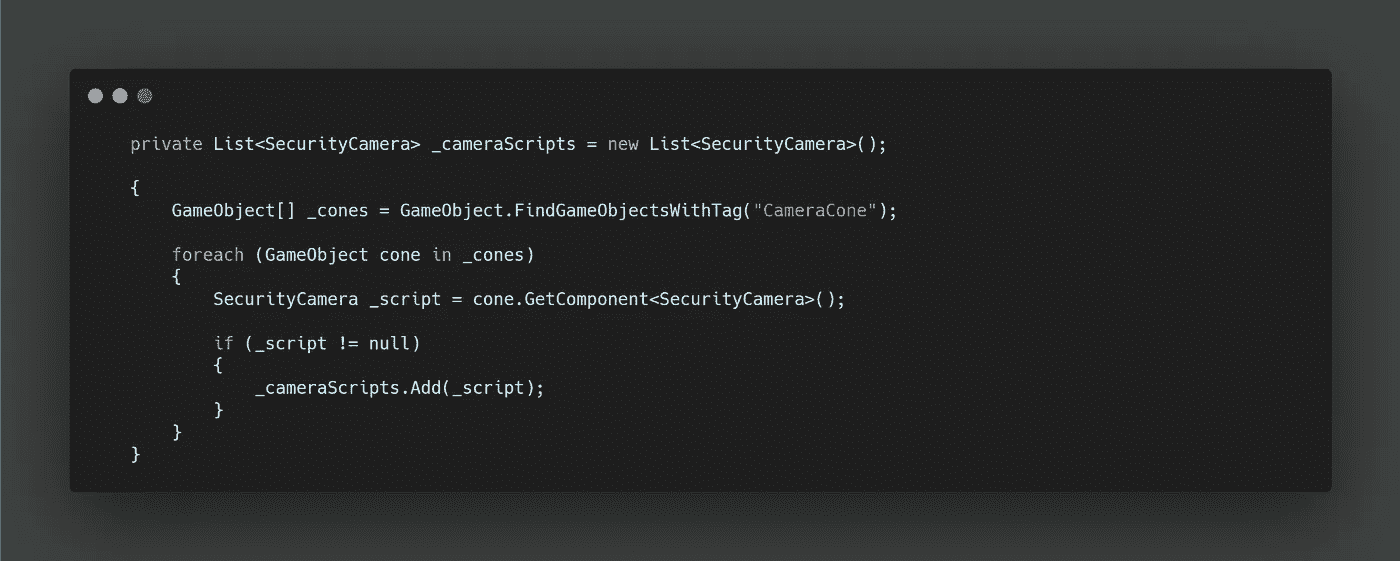 private List<SecurityCamera> _cameraScripts = new List<SecurityCamera>();
{
GameObject[] _cones = GameObject.FindGameObjectsWithTag("CameraCone");
foreach (GameObject cone in _cones)
{
SecurityCamera _script = cone.GetComponent<SecurityCamera>();
if (_script != null)
{
_cameraScripts.Add(_script);
}
}
}